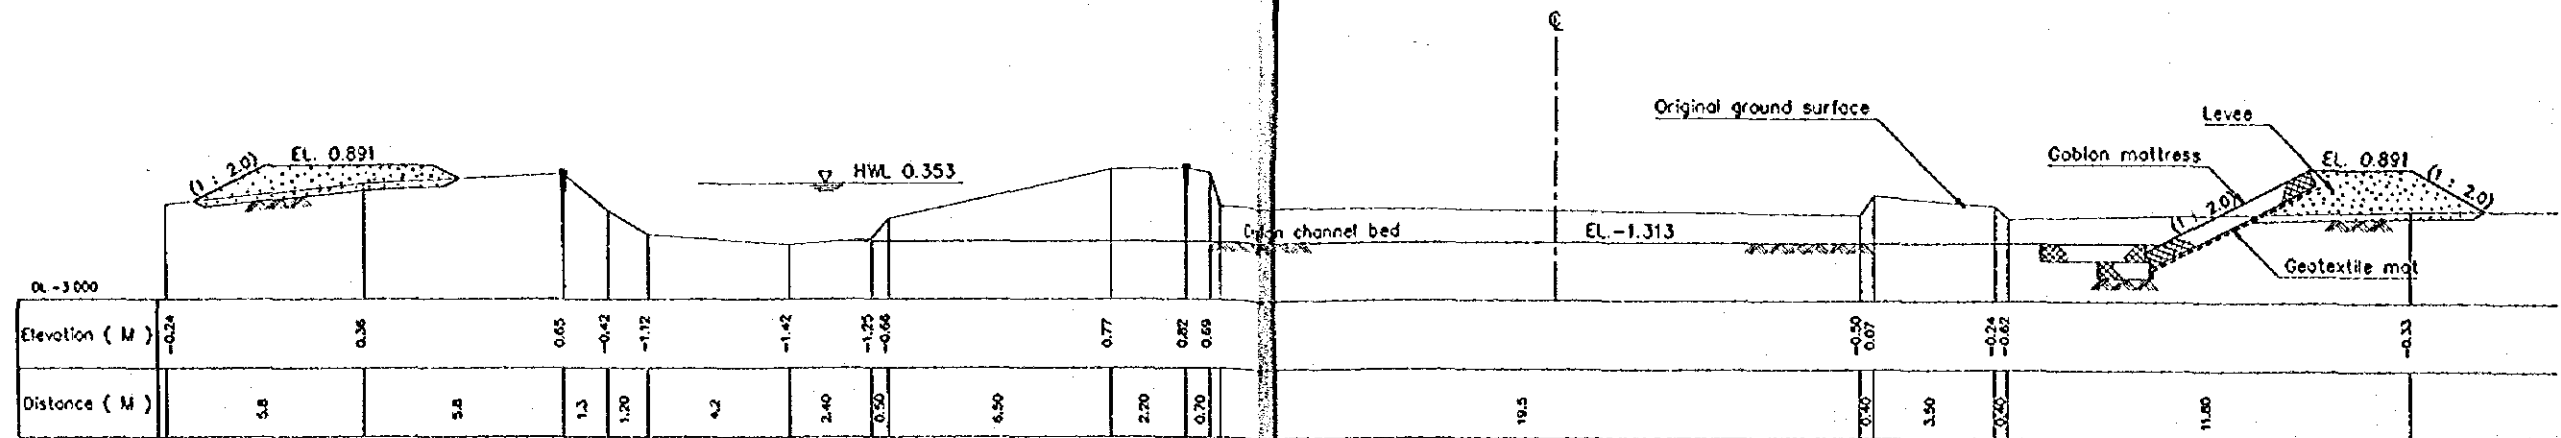 ℄
Original ground surface
Levee
Gabion mattress
EL. 0.891
(1 : 2.0)
EL. 0.891
(1 : 2.0)
HWL 0.353
(1 : 2.0)
channel bed
EL.-1.313
Geotextile mat
DL -3.000
Elevation ( M )
-0.24
0.36
0.65
-0.42
-1.12
-1.42
-1.25
-0.66
0.77
0.82
0.69
-0.50
0.07
-0.24
-0.62
-0.33
Distance ( M )
5.8
5.8
1.3
1.20
4.2
2.40
0.50
6.50
2.20
0.70
19.5
0.40
3.50
0.40
11.80